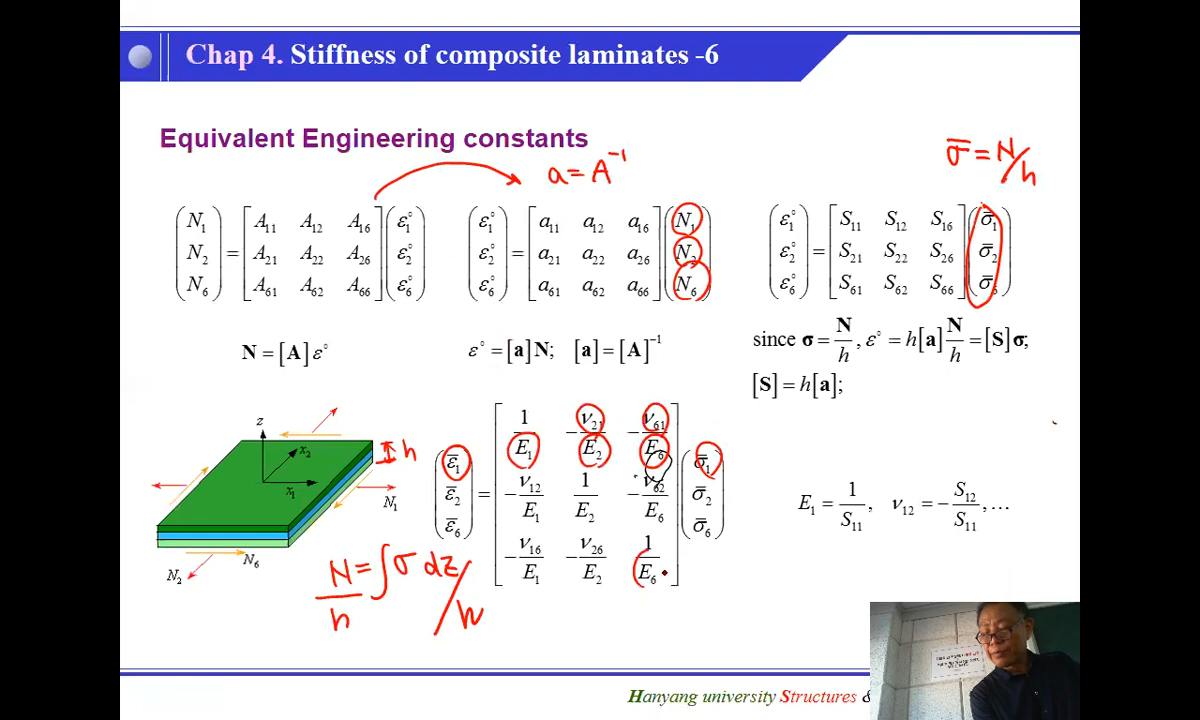 Chap 4. Stiffness of composite laminates -6
Equivalent Engineering constants
a = A⁻¹
σ̄ = N/h
(N₁ N₂ N₆) = [A₁₁ A₁₂ A₁₆; A₂₁ A₂₂ A₂₆; A₆₁ A₆₂ A₆₆] (ε₁° ε₂° ε₆°)
(ε₁° ε₂° ε₆°) = [a₁₁ a₁₂ a₁₆; a₂₁ a₂₂ a₂₆; a₆₁ a₆₂ a₆₆] (N₁ N₂ N₆)
(ε₁° ε₂° ε₆°) = [S₁₁ S₁₂ S₁₆; S₂₁ S₂₂ S₂₆; S₆₁ S₆₂ S₆₆] (σ̄₁ σ̄₂ σ̄₆)
N = [A] ε°
ε° = [a]N; [a] = [A]⁻¹
since σ = N/h, ε° = h[a] N/h = [S]σ;
[S] = h[a];
z
x₂
x₁
h
N₁
N₆
N₂
(ε̄₁ ε̄₂ ε̄₆) = [1/E₁ -ν₂₁/E₂ -ν₆₁/E₆; -ν₁₂/E₁ 1/E₂ -ν₆₂/E₆; -ν₁₆/E₁ -ν₂₆/E₂ 1/E₆] (σ̄₁ σ̄₂ σ̄₆)
E₁ = 1/S₁₁, ν₁₂ = -S₁₂/S₁₁, …
N/h = ∫σ dz/h
Hanyang university Structures &